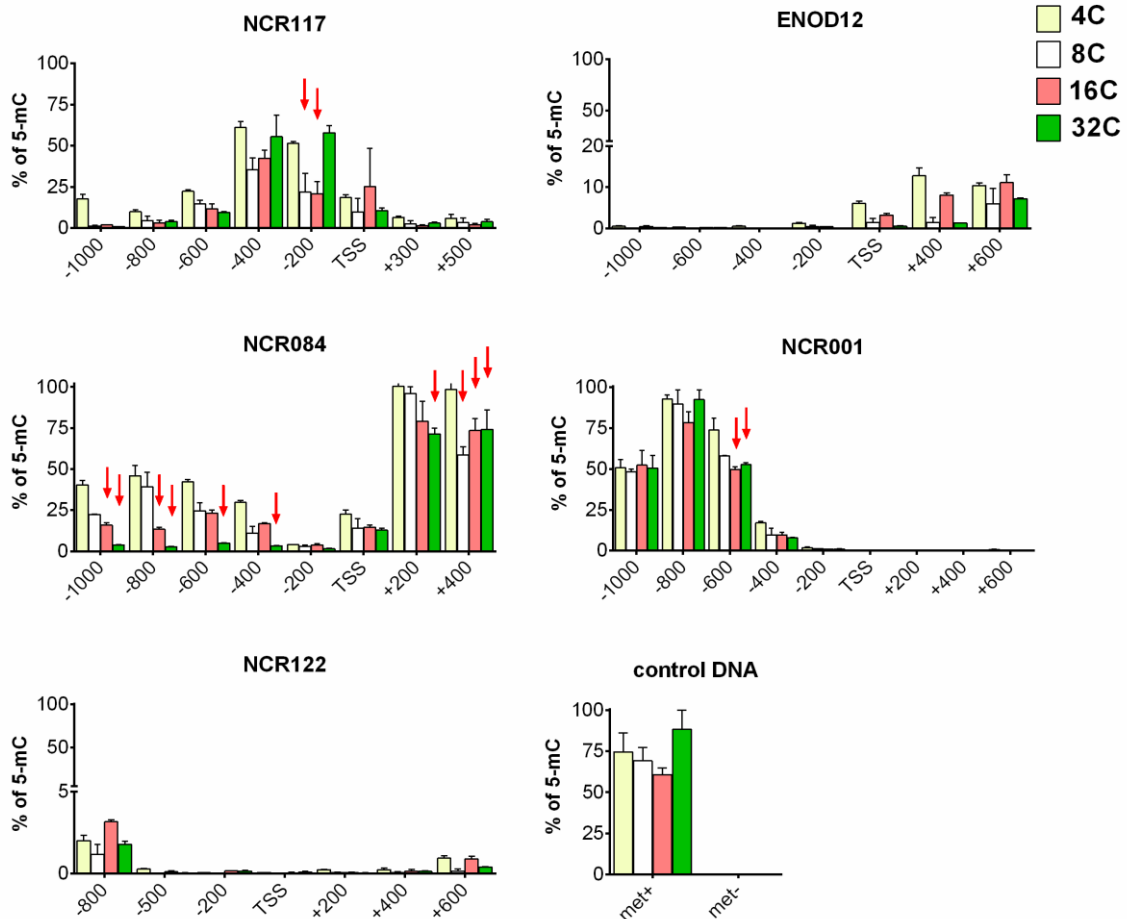 NCR117
% of 5-mC
100
75
50
25
0
-1000 -800 -600 -400 -200 TSS +300 +500
ENOD12
% of 5-mC
100
50
20
10
0
-1000 -600 -400 -200 TSS +400 +600
4C
8C
16C
32C
NCR084
% of 5-mC
100
75
50
25
0
-1000 -800 -600 -400 -200 TSS +200 +400
NCR001
% of 5-mC
100
75
50
25
0
-1000 -800 -600 -400 -200 TSS +200 +400 +600
NCR122
% of 5-mC
100
50
5
0
-800 -500 -200 TSS +200 +400 +600
control DNA
% of 5-mC
100
75
50
25
0
met+ met-